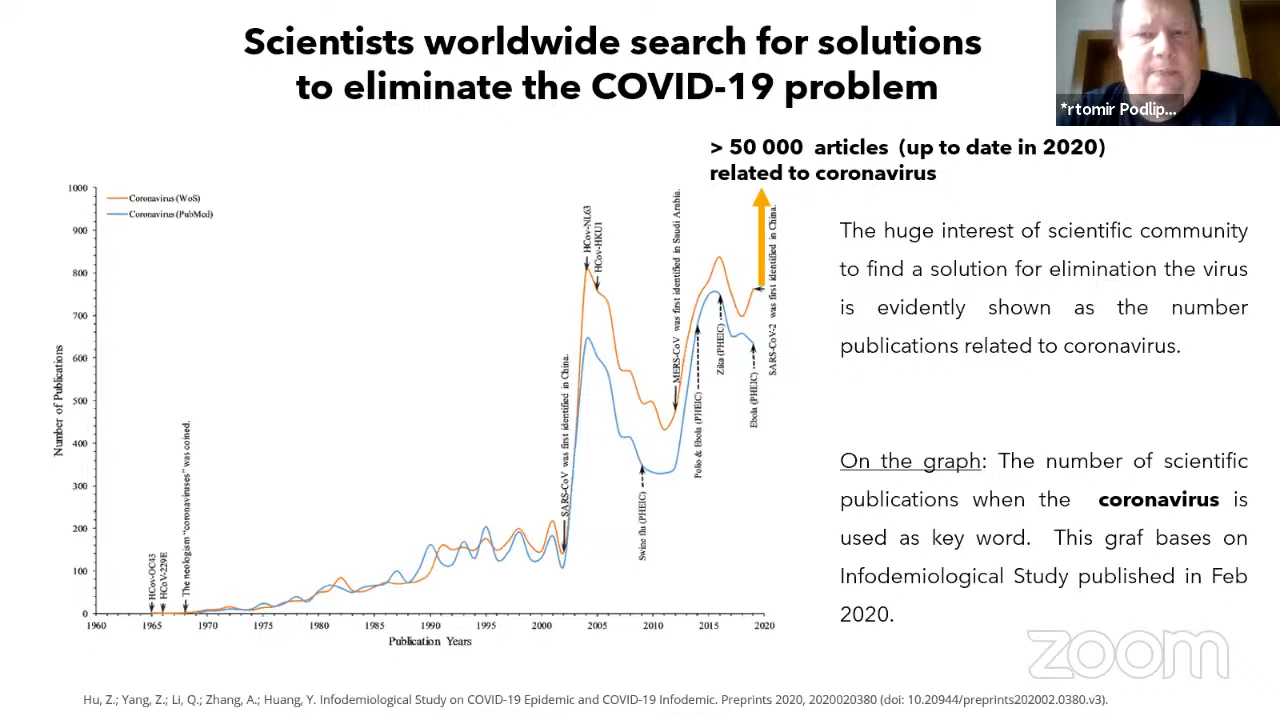 Scientists worldwide search for solutions
to eliminate the COVID-19 problem
*rtomir Podlip...
> 50 000 articles (up to date in 2020)
related to coronavirus
The huge interest of scientific community
to find a solution for elimination the virus
is evidently shown as the number
publications related to coronavirus.
On the graph: The number of scientific
publications when the coronavirus is
used as key word. This graf bases on
Infodemiological Study published in Feb
2020.
Coronavirus (WoS)
Coronavirus (PubMed)
Number of Publications
1000
900
800
700
600
500
400
300
200
100
0
1960 1965 1970 1975 1980 1985 1990 1995 2000 2005 2010 2015 2020
Publication Years
HCov-OC43
HCoV-229E
The neologism "coronaviruses" was coined.
SARS-CoV was first identified in China.
HCov-NL63
HCov-HKU1
Swine flu (PHEIC)
MERS-CoV was first identified in Saudi Arabia.
Polio & Ebola (PHEIC)
Zika (PHEIC)
Ebola (PHEIC)
SARS-CoV-2 was first identified in China.
zoom
Hu, Z.; Yang, Z.; Li, Q.; Zhang, A.; Huang, Y. Infodemiological Study on COVID-19 Epidemic and COVID-19 Infodemic. Preprints 2020, 2020020380 (doi: 10.20944/preprints202002.0380.v3).